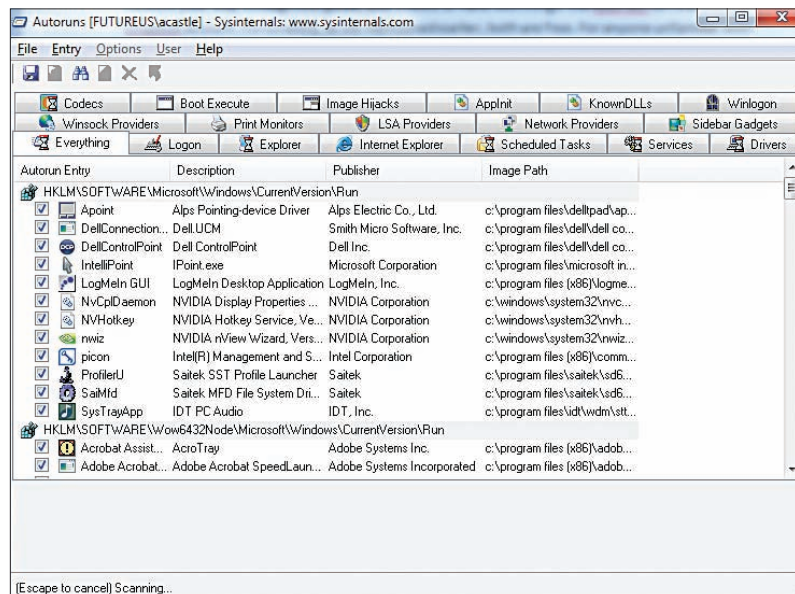 Autoruns [FUTUREUS\acastle] - Sysinternals: www.sysinternals.com
File Entry Options User Help
Codecs Boot Execute Image Hijacks AppInit KnownDLLs Winlogon
Winsock Providers Print Monitors LSA Providers Network Providers Sidebar Gadgets
Everything Logon Explorer Internet Explorer Scheduled Tasks Services Drivers
Autorun Entry Description Publisher Image Path
HKLM\SOFTWARE\Microsoft\Windows\CurrentVersion\Run
Apoint Alps Pointing-device Driver Alps Electric Co., Ltd. c:\program files\delltpad\ap...
DellConnection... Dell.UCM Smith Micro Software, Inc. c:\program files\dell\dell co...
DellControlPoint Dell ControlPoint Dell Inc. c:\program files\dell\dell co...
IntelliPoint IPoint.exe Microsoft Corporation c:\program files\microsoft in...
LogMeIn GUI LogMeIn Desktop Application LogMeIn, Inc. c:\program files (x86)\logme...
NvCplDaemon NVIDIA Display Properties ... NVIDIA Corporation c:\windows\system32\nvc...
NVHotkey NVIDIA Hotkey Service, Ve... NVIDIA Corporation c:\windows\system32\nvh...
nwiz NVIDIA nView Wizard, Vers... NVIDIA Corporation c:\windows\system32\nwiz...
picon Intel(R) Management and S... Intel Corporation c:\program files (x86)\comm...
ProfilerU Saitek SST Profile Launcher Saitek c:\program files\saitek\sd6...
SaiMfd Saitek MFD File System Dri... Saitek c:\program files\saitek\sd6...
SysTrayApp IDT PC Audio IDT, Inc. c:\program files\idt\wdm\stt...
HKLM\SOFTWARE\Wow6432Node\Microsoft\Windows\CurrentVersion\Run
Acrobat Assist... AcroTray Adobe Systems Inc. c:\program files (x86)\adob...
Adobe Acrobat... Adobe Acrobat SpeedLaun... Adobe Systems Incorporated c:\program files (x86)\adob...
(Escape to cancel) Scanning...